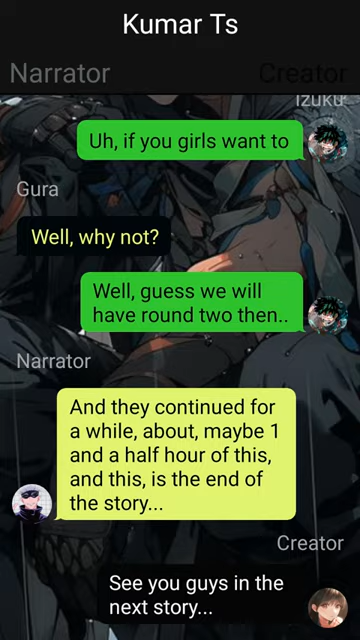 Kumar Ts
Narrator
Creator
Izuku
Uh, if you girls want to
Gura
Well, why not?
Well, guess we will
have round two then..
Narrator
And they continued for
a while, about, maybe 1
and a half hour of this,
and this, is the end of
the story...
Creator
See you guys in the
next story...